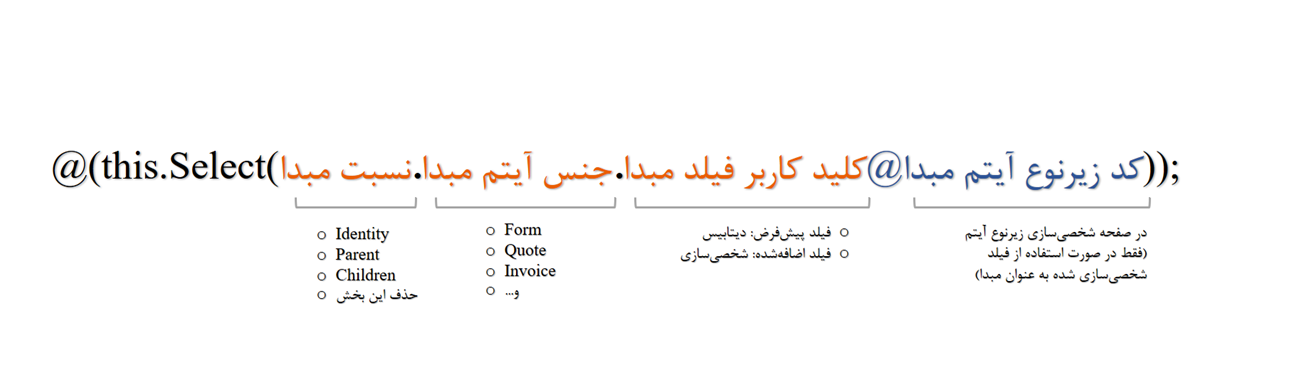 @(this.Select(نسبت مبدا.جنس آیتم مبدا.کلید کاربر فیلد مبدا@کد زیرنوع آیتم مبدا));
Identity
Parent
Children
حذف این بخش
Form
Quote
Invoice
و...
فیلد پیش‌فرض: دیتابیس
فیلد اضافه‌شده: شخصی‌سازی
در صفحه شخصی‌سازی زیرنوع آیتم
(فقط در صورت استفاده از فیلد
شخصی‌سازی شده به عنوان مبدا)